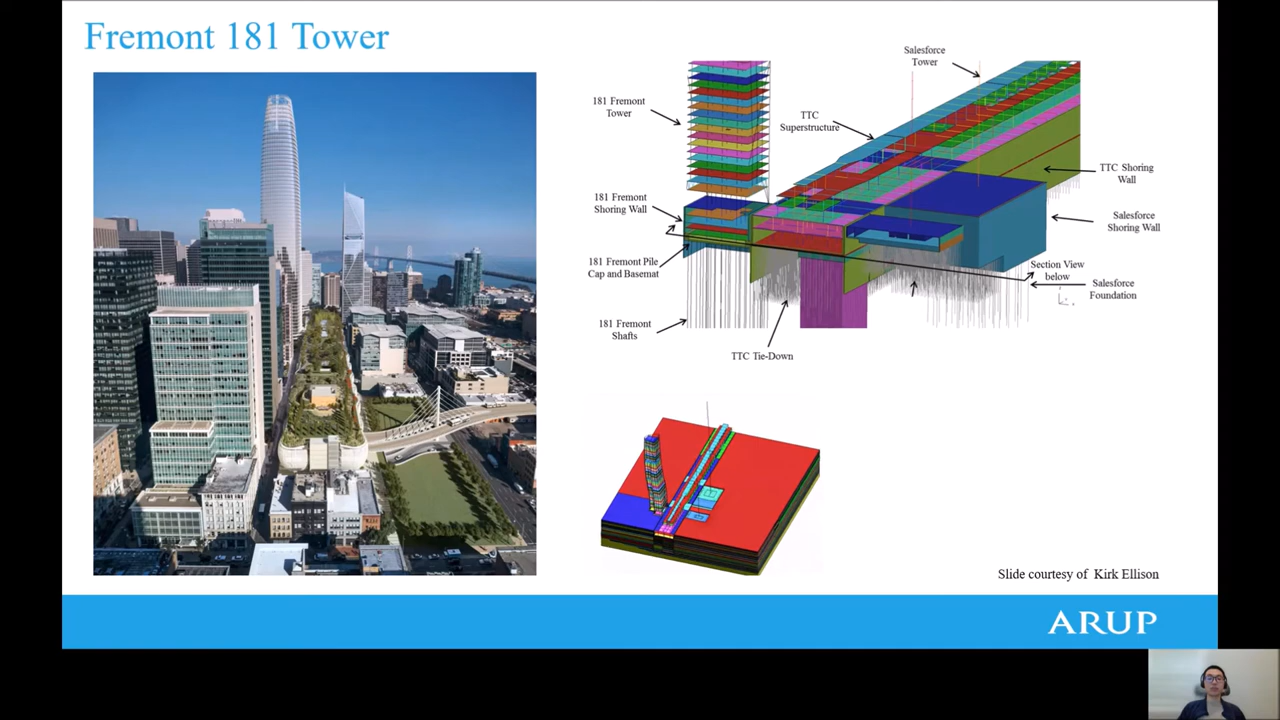 Fremont 181 Tower
Salesforce
Tower
181 Fremont
Tower
TTC
Superstructure
TTC Shoring
Wall
181 Fremont
Shoring Wall
Salesforce
Shoring Wall
181 Fremont Pile
Cap and Basemat
Section View
below
Salesforce
Foundation
181 Fremont
Shafts
TTC Tie-Down
Slide courtesy of Kirk Ellison
ARUP